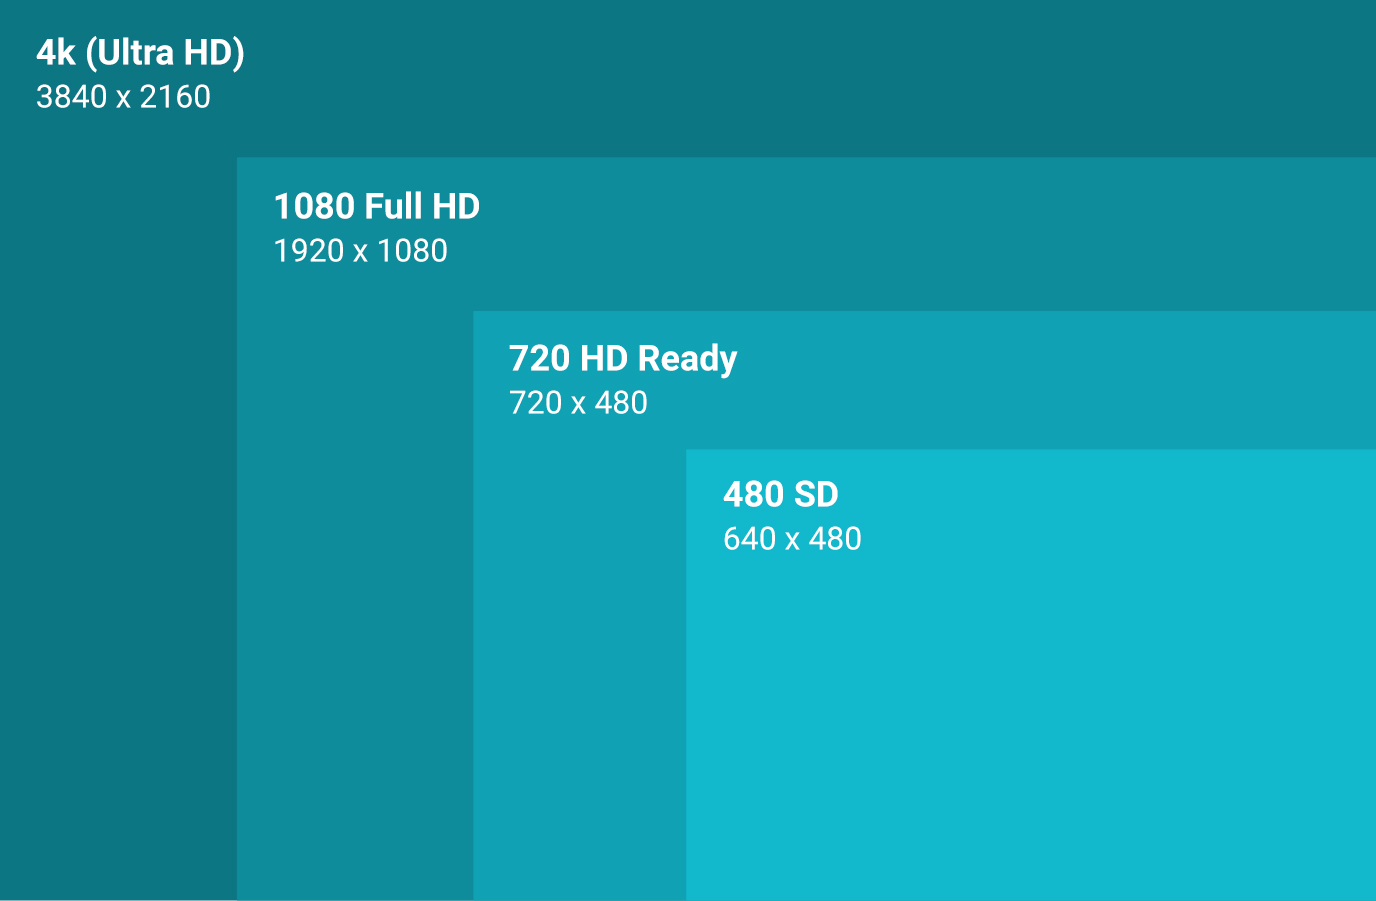 4k (Ultra HD)
3840 x 2160
1080 Full HD
1920 x 1080
720 HD Ready
720 x 480
480 SD
640 x 480